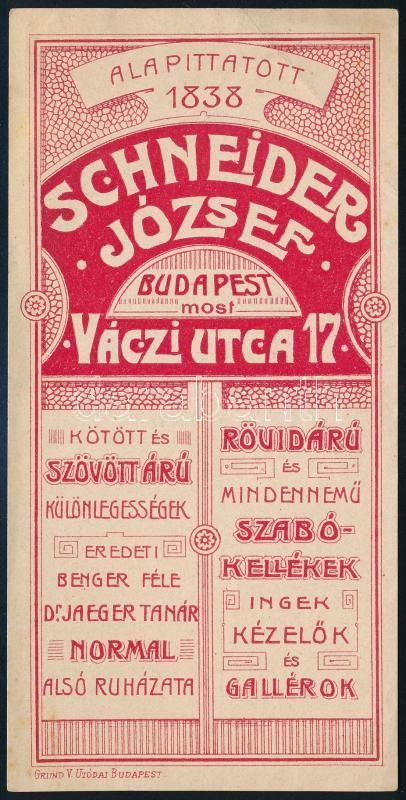 ALAPITTATOTT
1838
SCHNEIDER
JÓZSEF
BUDAPEST
most
VÁCZI UTCA 17.
KÖTÖTT ÉS
SZÖVÖTT ÁRÚ
KÜLÖNLEGESSÉGEK
EREDETI
BENGER FÉLE
Dr. JAEGER TANÁR
NORMAL
ALSÓ RUHÁZATA
RÖVIDÁRÚ
ÉS
MINDENNEMŰ
SZABÓ-
KELLÉKEK
INGEK
KÉZELŐK
ÉS
GALLÉROK
GRUND V. UTÓDAI BUDAPEST.
darabanth